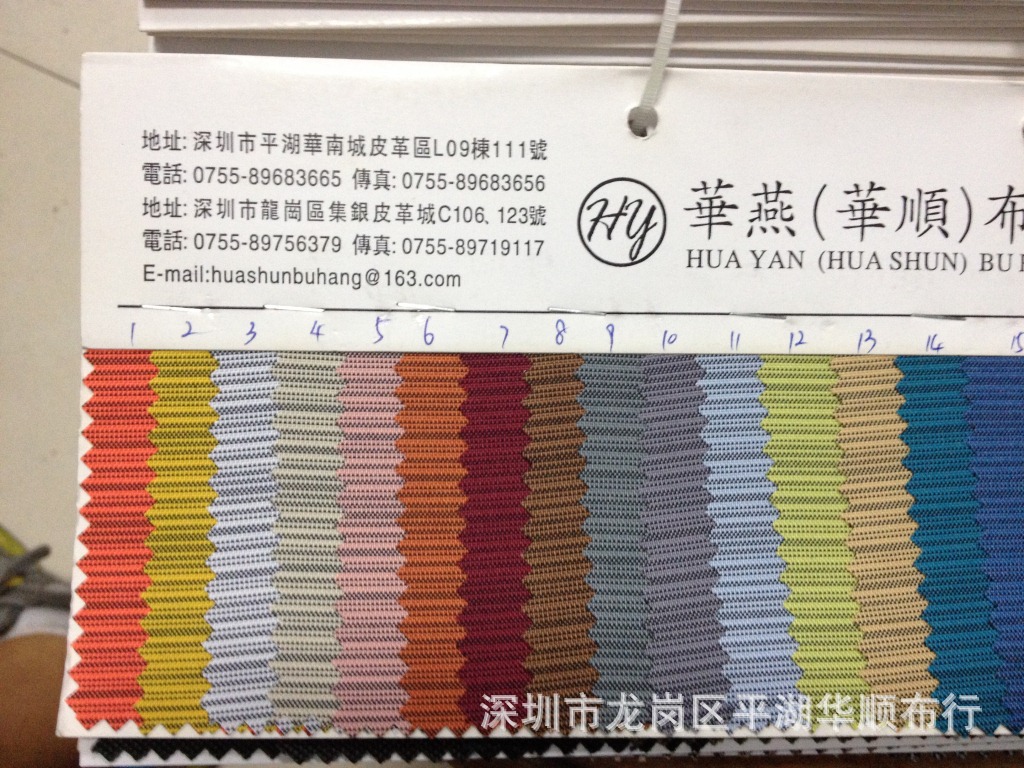 地址: 深圳市平湖華南城皮革區L09棟111號
電話: 0755-89683665 傳真: 0755-89683656
地址: 深圳市龍崗區集銀皮革城C106、123號
電話: 0755-89756379 傳真: 0755-89719117
E-mail:huashunbuhang@163.com
HY
華燕(華順)布
HUA YAN (HUA SHUN) BU
1 2 3 4 5 6 7 8 9 10 11 12 13 14 15
深圳市龙岗区平湖华顺布行